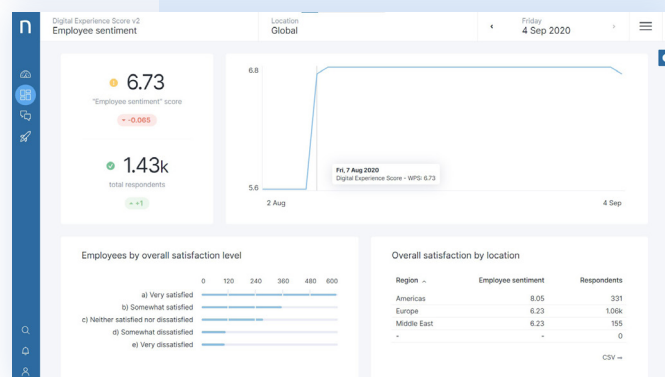 n
Digital Experience Score v2
Employee sentiment
Location
Global
Friday
4 Sep 2020
6.73
"Employee sentiment" score
-0.065
1.43k
total respondents
+1
6.8
5.6
Fri, 7 Aug 2020
Digital Experience Score - WPS: 6.73
2 Aug
4 Sep
Employees by overall satisfaction level
0 120 240 360 480 600
a) Very satisfied
b) Somewhat satisfied
c) Neither satisfied nor dissatisfied
d) Somewhat dissatisfied
e) Very dissatisfied
Overall satisfaction by location
Region Employee sentiment Respondents
Americas 8.05 331
Europe 6.23 1.06k
Middle East 6.23 155
- - 0
CSV